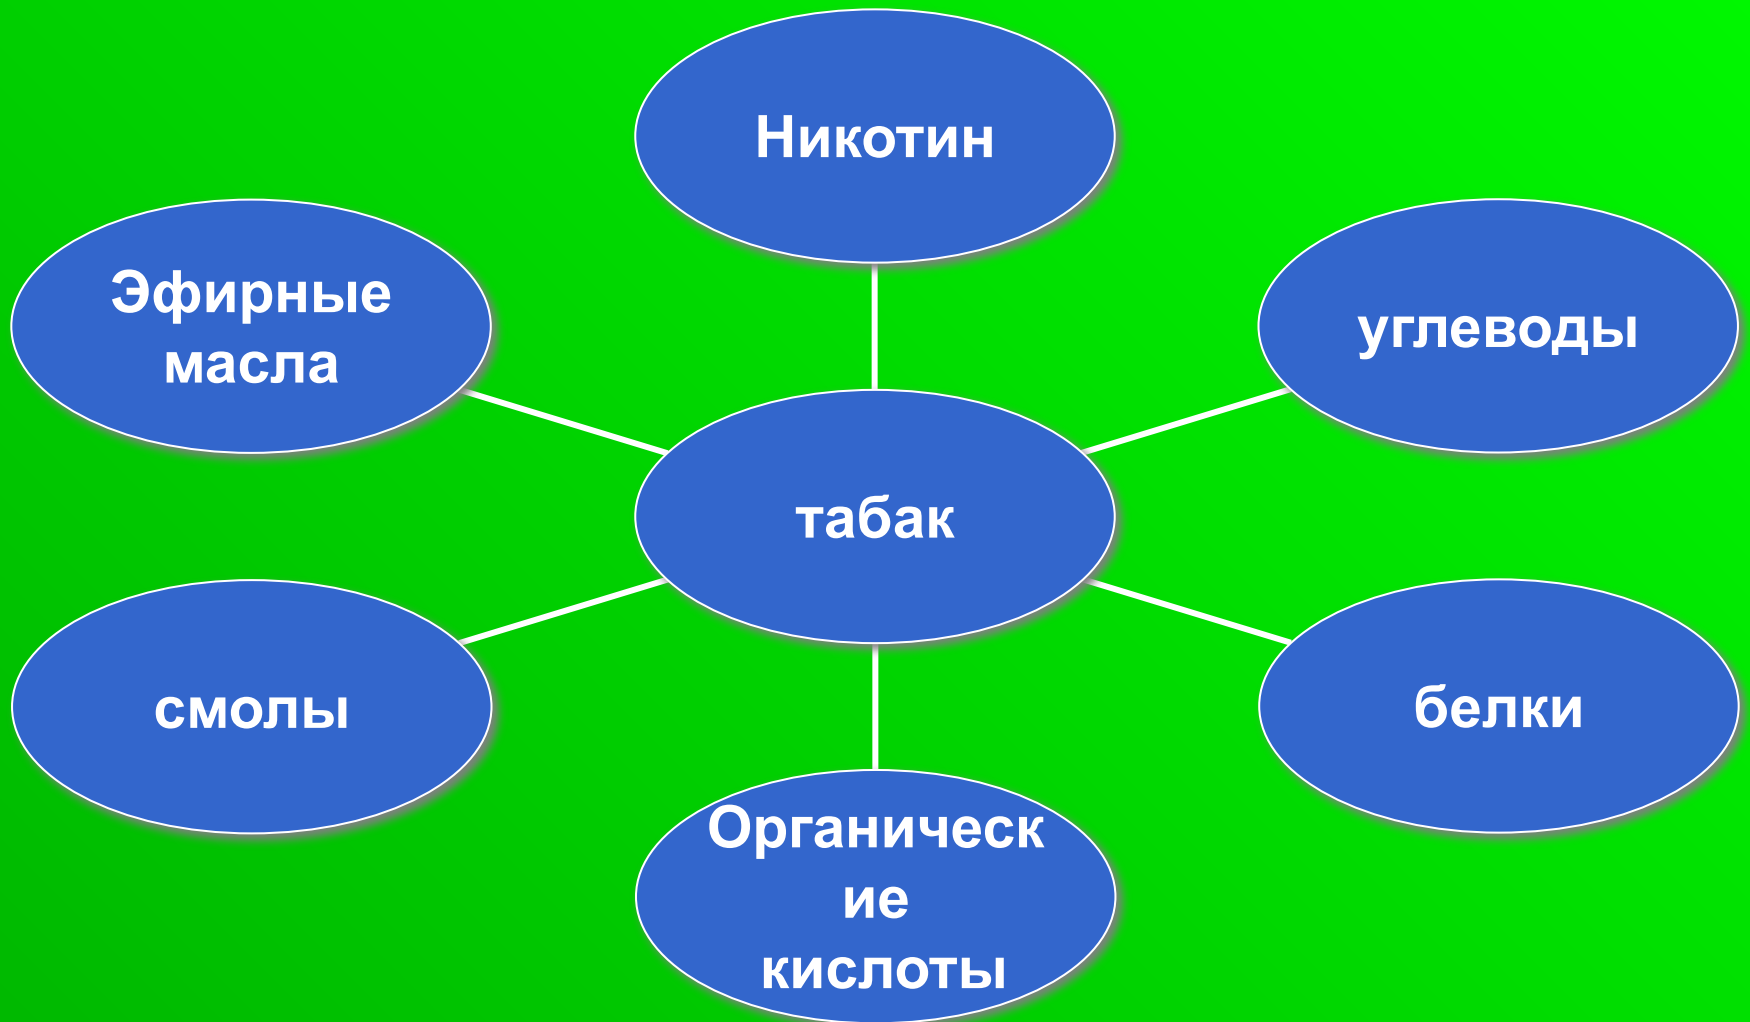 Никотин
Эфирные
масла
углеводы
табак
смолы
белки
Органическ
ие
кислоты